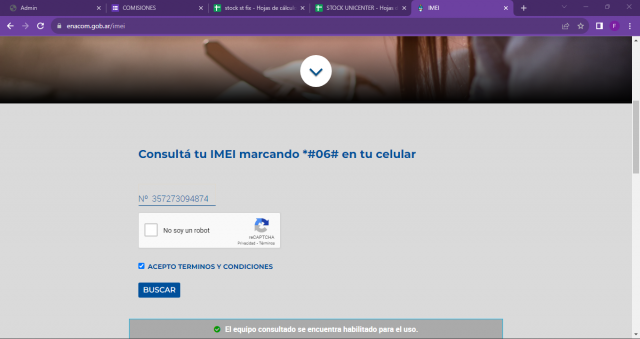 Admin
COMISIONES
stock st fix - Hojas de cálculo
STOCK UNICENTER - Hojas d
IMEI
enacom.gob.ar/imei
F
Consultá tu IMEI marcando *#06# en tu celular
Nº 357273094874
No soy un robot
reCAPTCHA
Privacidad - Términos
ACEPTO TERMINOS Y CONDICIONES
BUSCAR
El equipo consultado se encuentra habilitado para el uso.